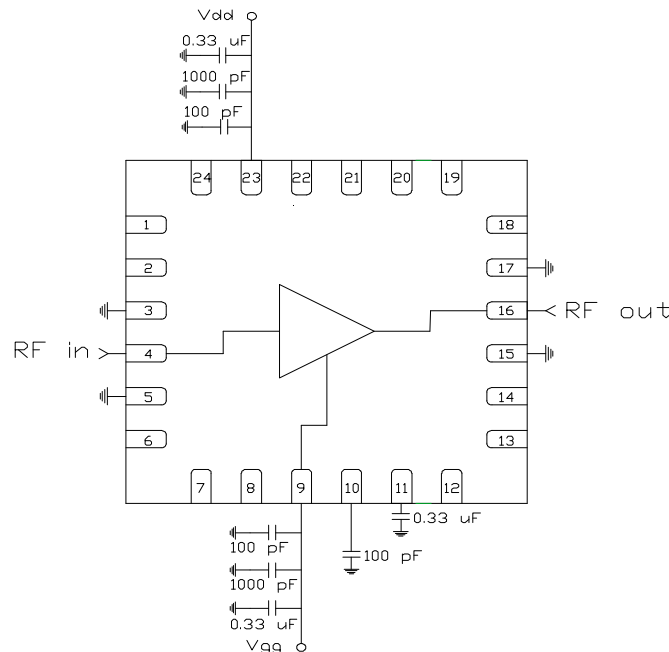 Vdd
0.33 uF
1000 pF
100 pF
24 23 22 21 20 19
1 18
2 17
3 16 RF out
RF in 4 15
5 14
6 13
7 8 9 10 11 12
0.33 uF
100 pF
100 pF
1000 pF
0.33 uF
Vgg